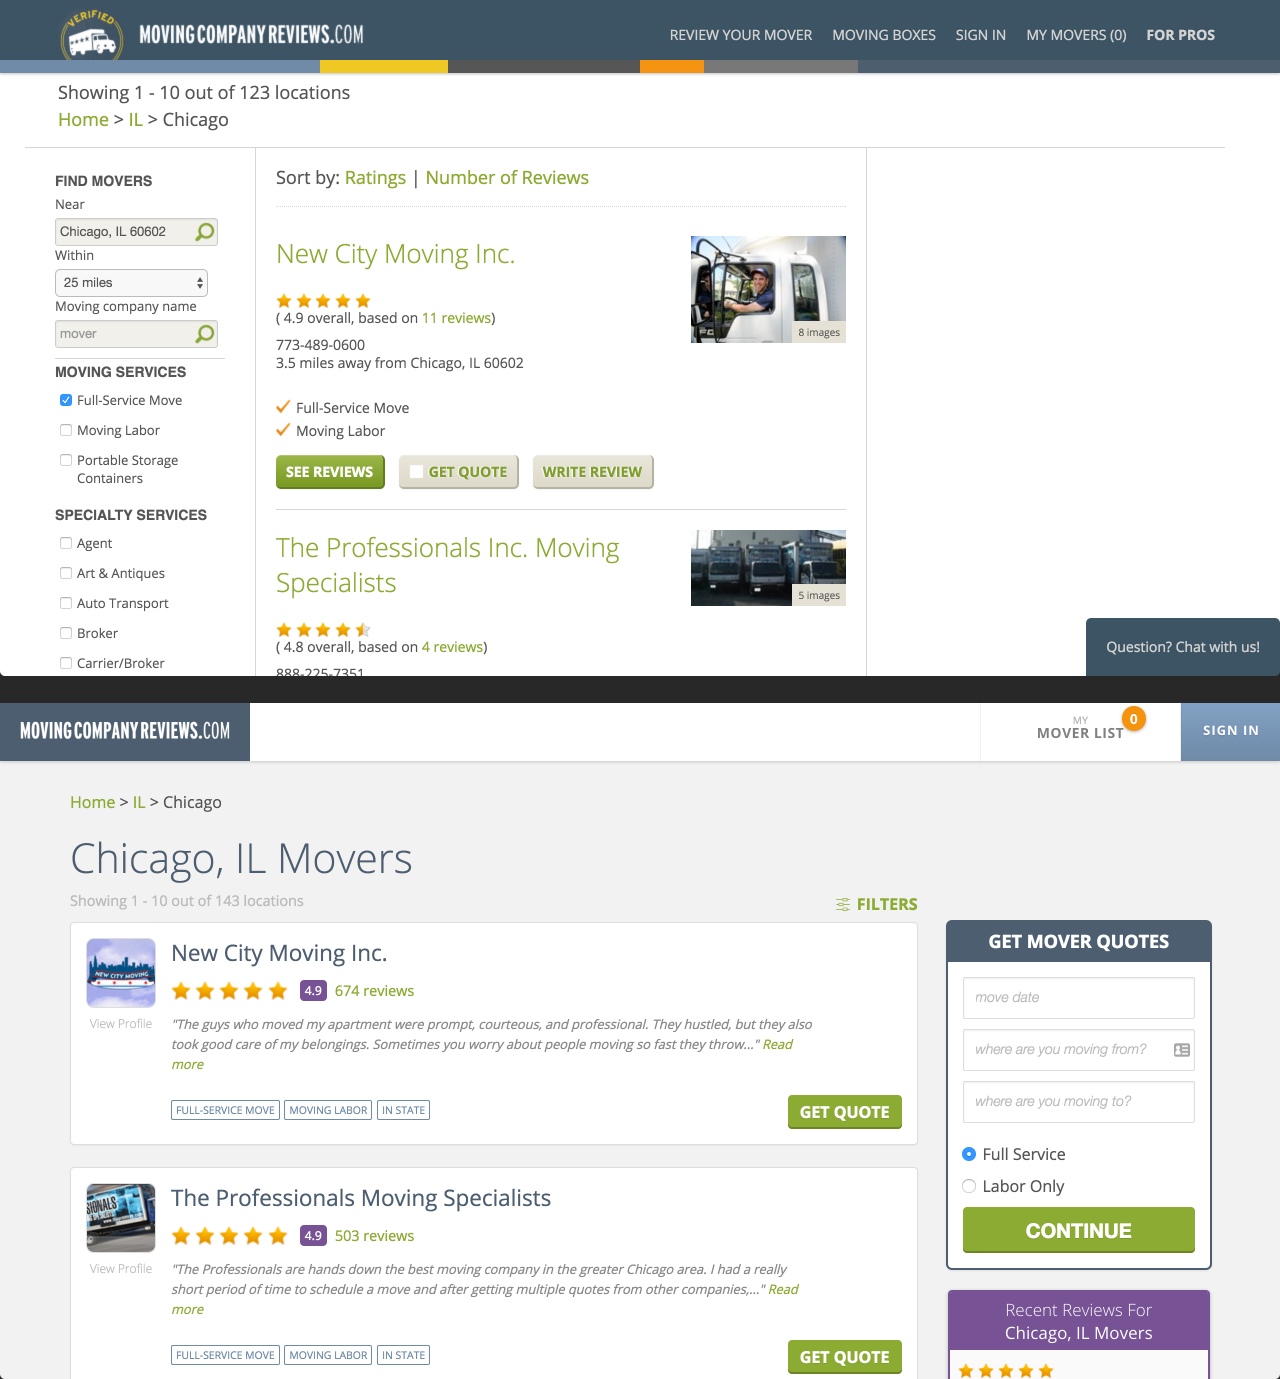 VERIFIED
MOVINGCOMPANYREVIEWS.COM
REVIEW YOUR MOVER MOVING BOXES SIGN IN MY MOVERS (0) FOR PROS
Showing 1 - 10 out of 123 locations
Home > IL > Chicago
FIND MOVERS
Near
Chicago, IL 60602
Within
25 miles
Moving company name
mover
MOVING SERVICES
Full-Service Move
Moving Labor
Portable Storage
Containers
SPECIALTY SERVICES
Agent
Art & Antiques
Auto Transport
Broker
Carrier/Broker
Sort by: Ratings | Number of Reviews
New City Moving Inc.
( 4.9 overall, based on 11 reviews)
773-489-0600
3.5 miles away from Chicago, IL 60602
8 images
Full-Service Move
Moving Labor
SEE REVIEWS GET QUOTE WRITE REVIEW
The Professionals Inc. Moving
Specialists
5 images
( 4.8 overall, based on 4 reviews)
888-225-7351
Question? Chat with us!
MOVINGCOMPANYREVIEWS.COM
MY
MOVER LIST
0
SIGN IN
Home > IL > Chicago
Chicago, IL Movers
Showing 1 - 10 out of 143 locations
FILTERS
NEW CITY MOVING
View Profile
New City Moving Inc.
4.9 674 reviews
"The guys who moved my apartment were prompt, courteous, and professional. They hustled, but they also
took good care of my belongings. Sometimes you worry about people moving so fast they throw..." Read
more
FULL-SERVICE MOVE MOVING LABOR IN STATE
GET QUOTE
SIONALS
View Profile
The Professionals Moving Specialists
4.9 503 reviews
"The Professionals are hands down the best moving company in the greater Chicago area. I had a really
short period of time to schedule a move and after getting multiple quotes from other companies,..." Read
more
FULL-SERVICE MOVE MOVING LABOR IN STATE
GET QUOTE
GET MOVER QUOTES
move date
where are you moving from?
where are you moving to?
Full Service
Labor Only
CONTINUE
Recent Reviews For
Chicago, IL Movers